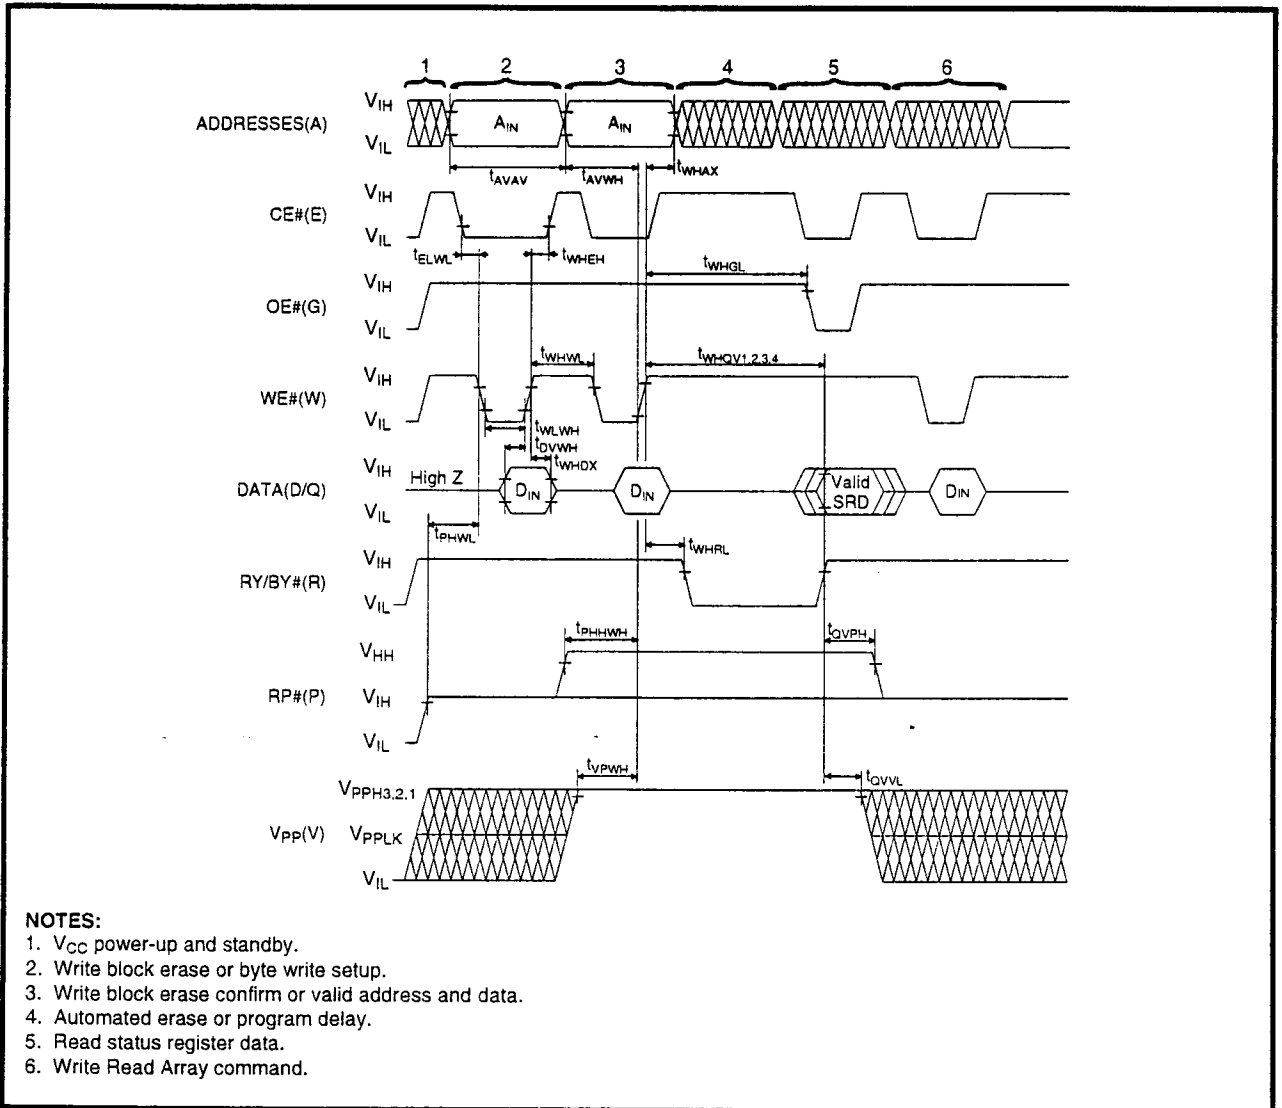 1 2 3 4 5 6
ADDRESSES(A) VIH AIN AIN
VIL
tAVAV tAVWH tWHAX
CE#(E) VIH
VIL
tELWL tWHEH tWHGL
OE#(G) VIH
VIL
tWHWL tWHQV1,2,3,4
WE#(W) VIH
VIL
tWLWH
tDVWH
tWHDX
DATA(D/Q) VIH High Z DIN DIN Valid SRD DIN
VIL
tPHWL tWHRL
RY/BY#(R) VIH
VIL
tPHHWH tQVPH
VHH
RP#(P) VIH
VIL
tVPWH tQVVL
VPPH3,2,1
VPP(V) VPPLK
VIL
NOTES:
1. VCC power-up and standby.
2. Write block erase or byte write setup.
3. Write block erase confirm or valid address and data.
4. Automated erase or program delay.
5. Read status register data.
6. Write Read Array command.